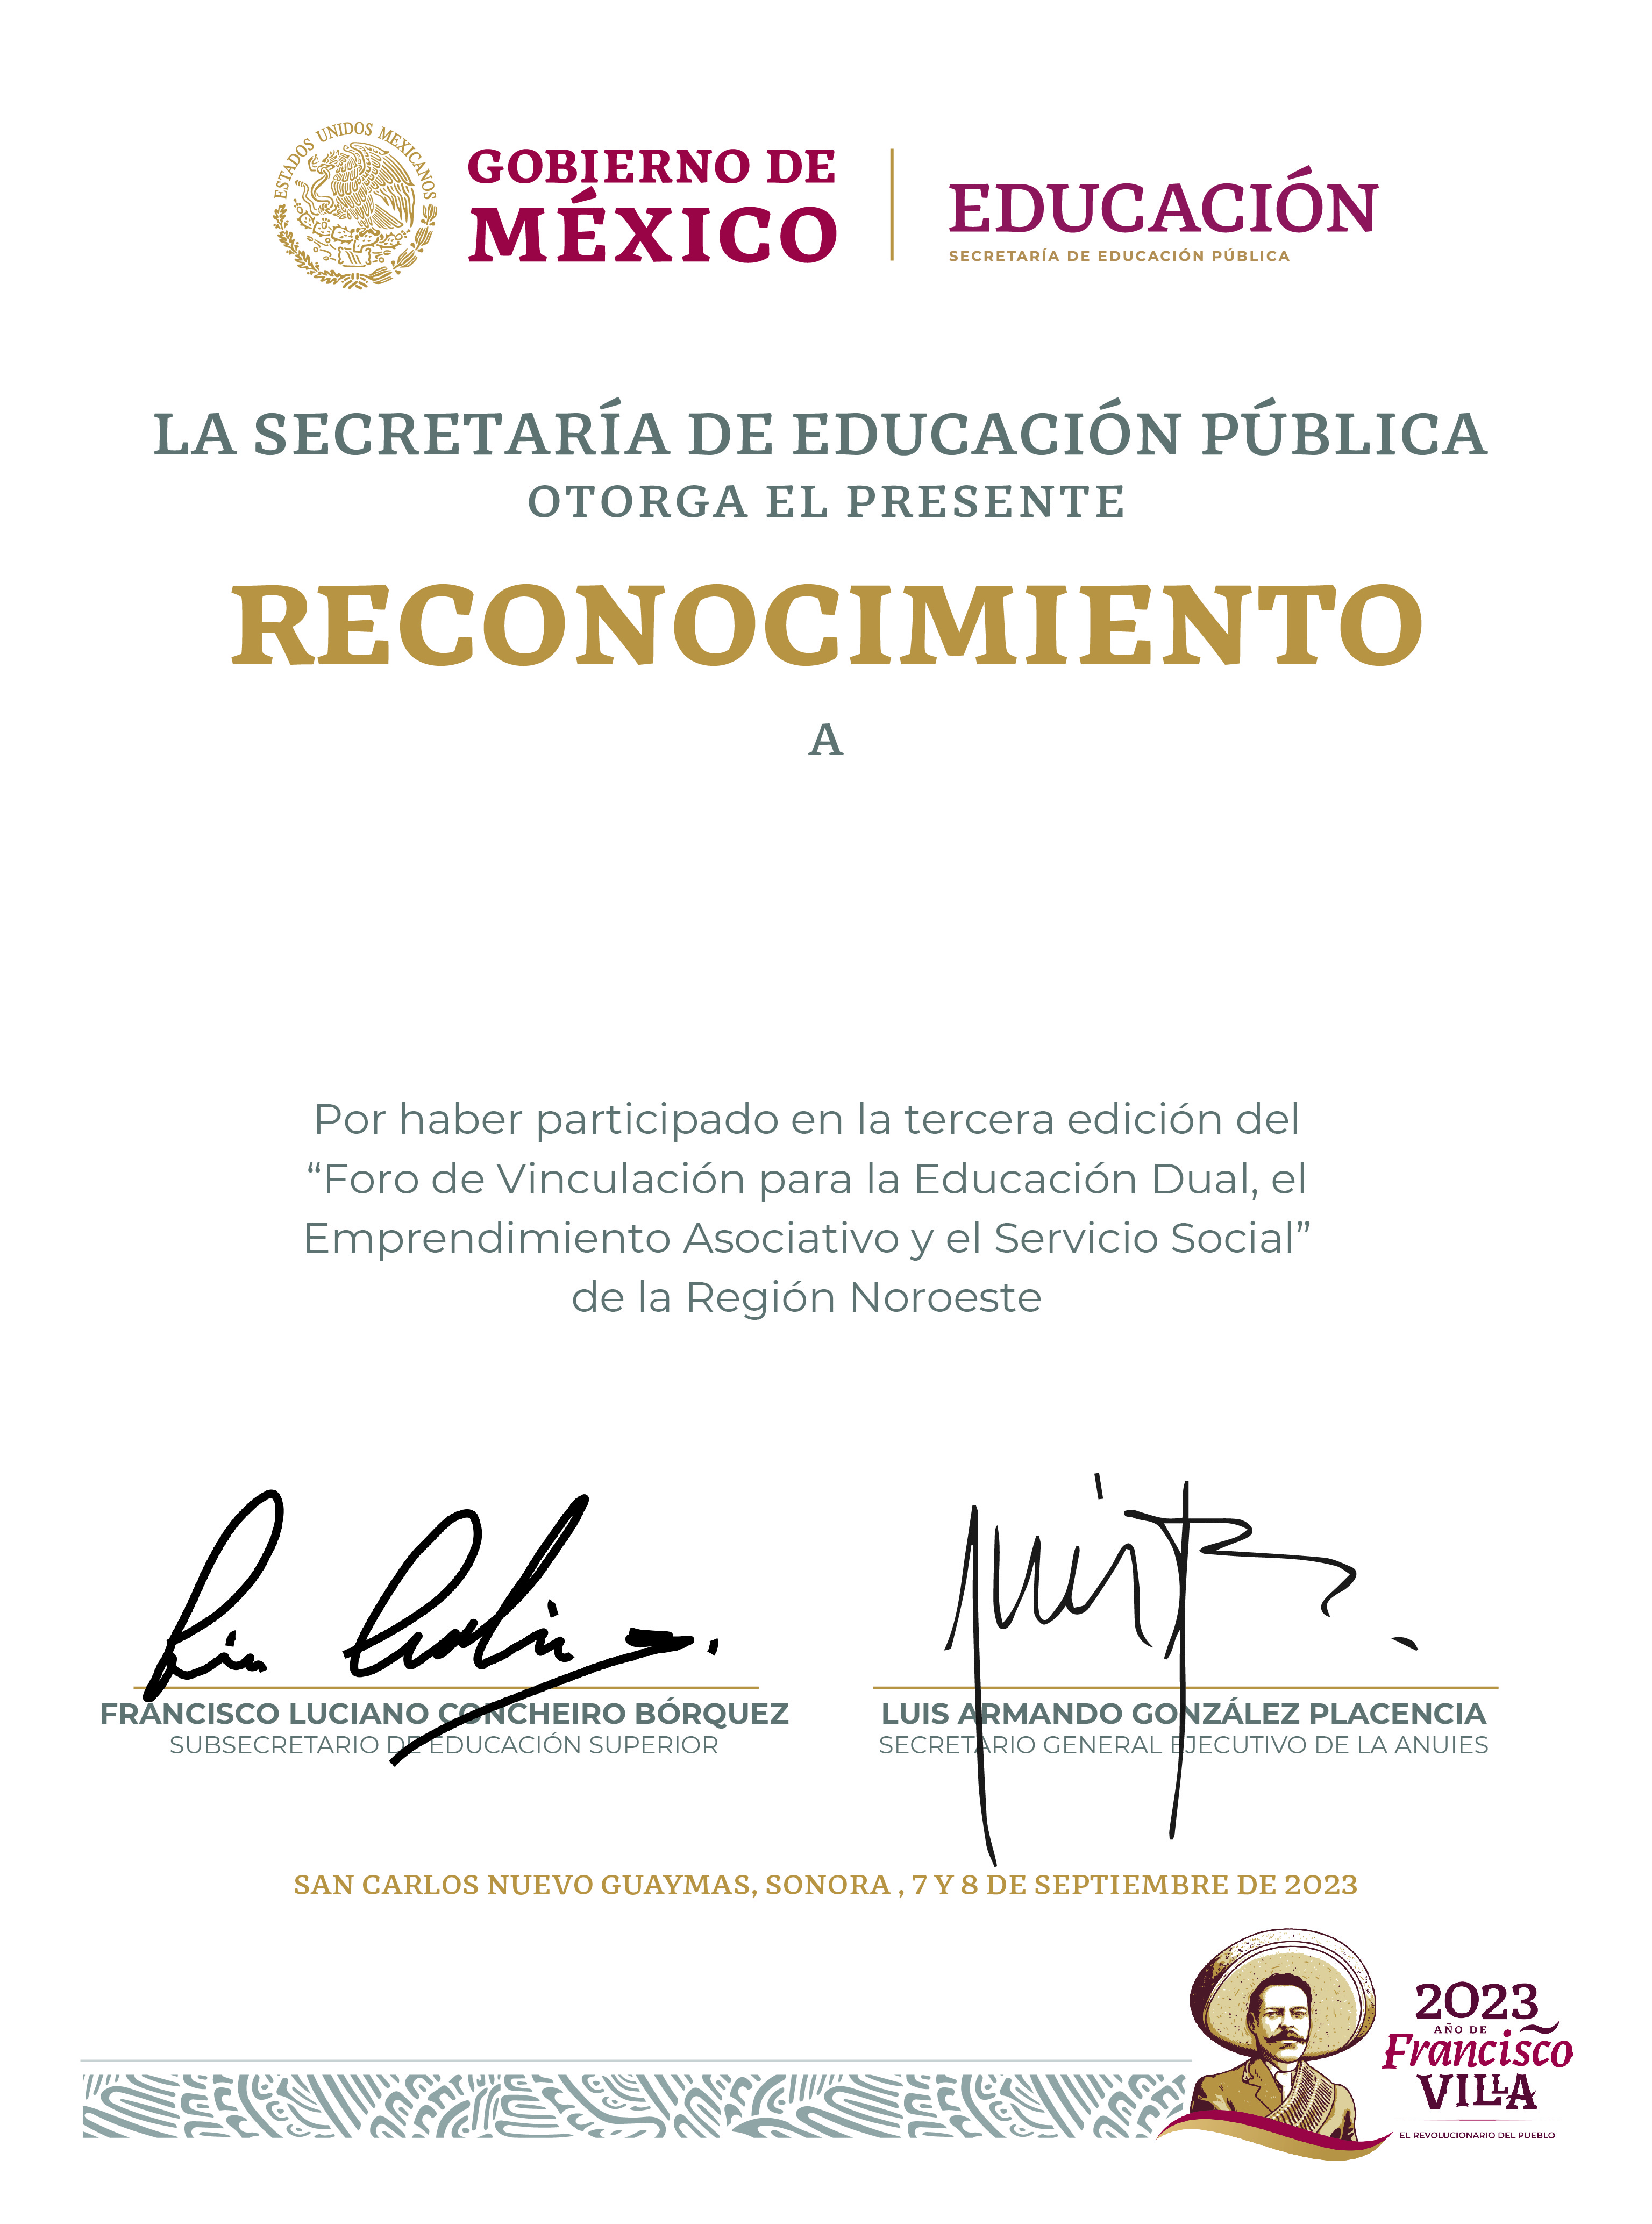 ESTADOS UNIDOS MEXICANOS
GOBIERNO DE
MÉXICO
EDUCACIÓN
SECRETARÍA DE EDUCACIÓN PÚBLICA
LA SECRETARÍA DE EDUCACIÓN PÚBLICA
OTORGA EL PRESENTE
RECONOCIMIENTO
A
Por haber participado en la tercera edición del
“Foro de Vinculación para la Educación Dual, el
Emprendimiento Asociativo y el Servicio Social”
de la Región Noroeste
FRANCISCO LUCIANO CONCHEIRO BÓRQUEZ
SUBSECRETARIO DE EDUCACIÓN SUPERIOR
LUIS ARMANDO GONZÁLEZ PLACENCIA
SECRETARIO GENERAL EJECUTIVO DE LA ANUIES
SAN CARLOS NUEVO GUAYMAS, SONORA , 7 Y 8 DE SEPTIEMBRE DE 2023
2023
AÑO DE
Francisco
VILLA
EL REVOLUCIONARIO DEL PUEBLO